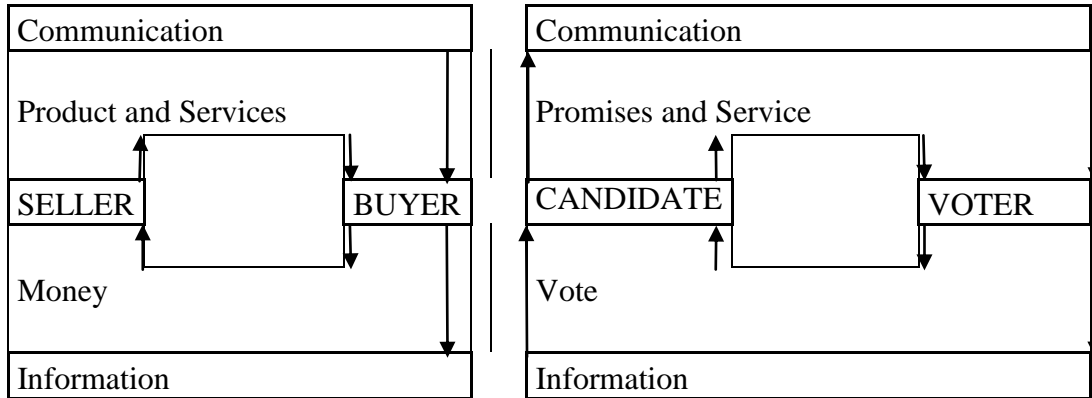 Communication
Product and Services
SELLER
BUYER
Money
Information
Communication
Promises and Service
CANDIDATE
VOTER
Vote
Information